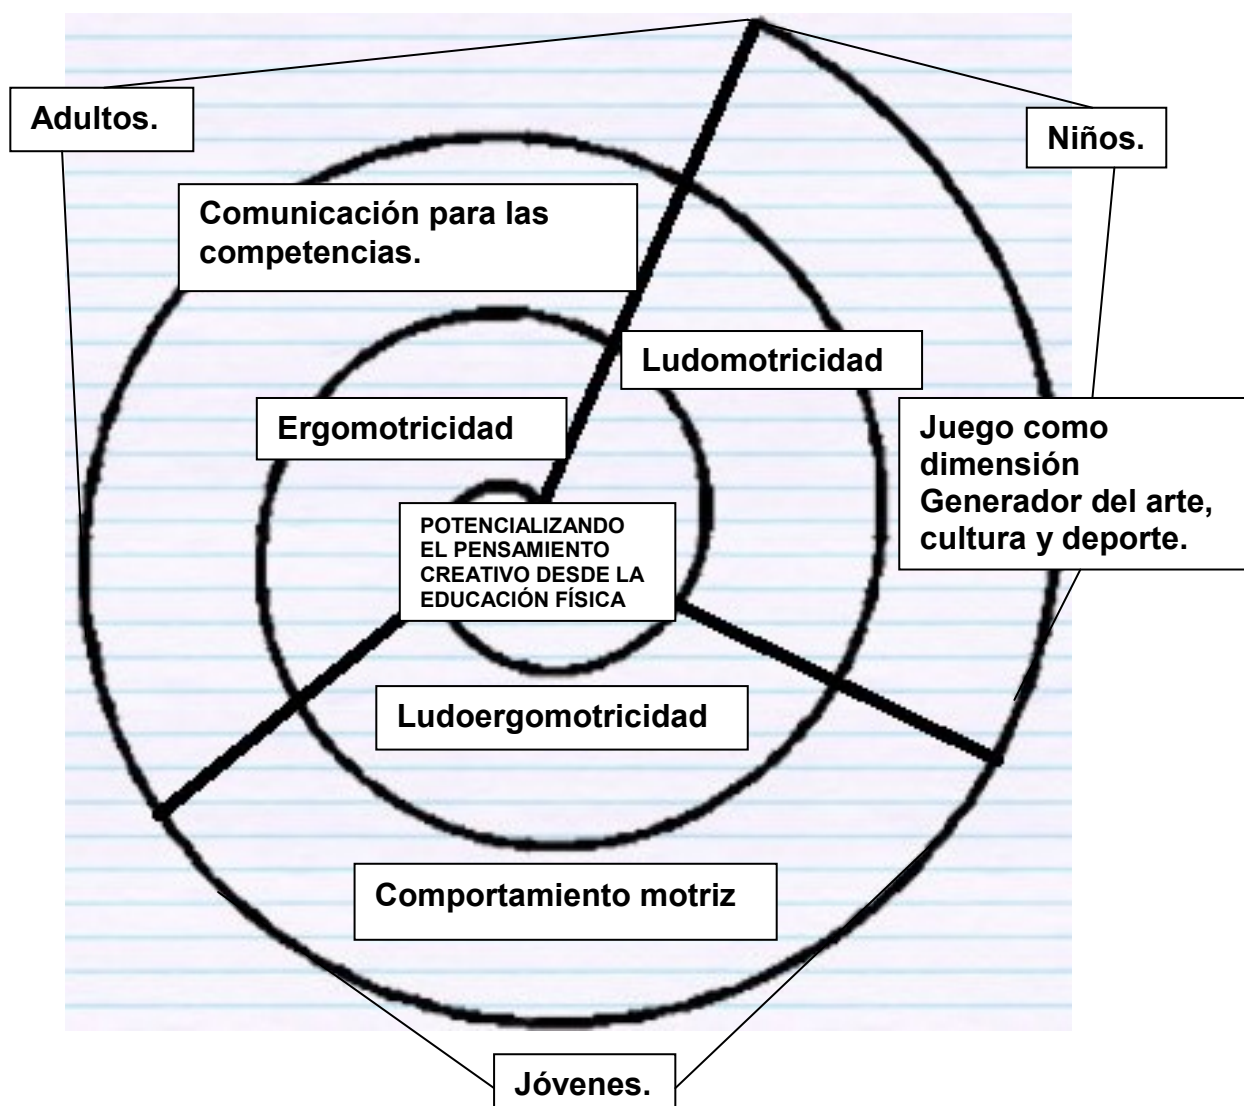 Adultos.
Niños.
Comunicación para las
competencias.
Ludomotricidad
Ergomotricidad
Juego como
dimensión
Generador del arte,
cultura y deporte.
POTENCIALIZANDO
EL PENSAMIENTO
CREATIVO DESDE LA
EDUCACIÓN FÍSICA
Ludoergomotricidad
Comportamiento motriz
Jóvenes.